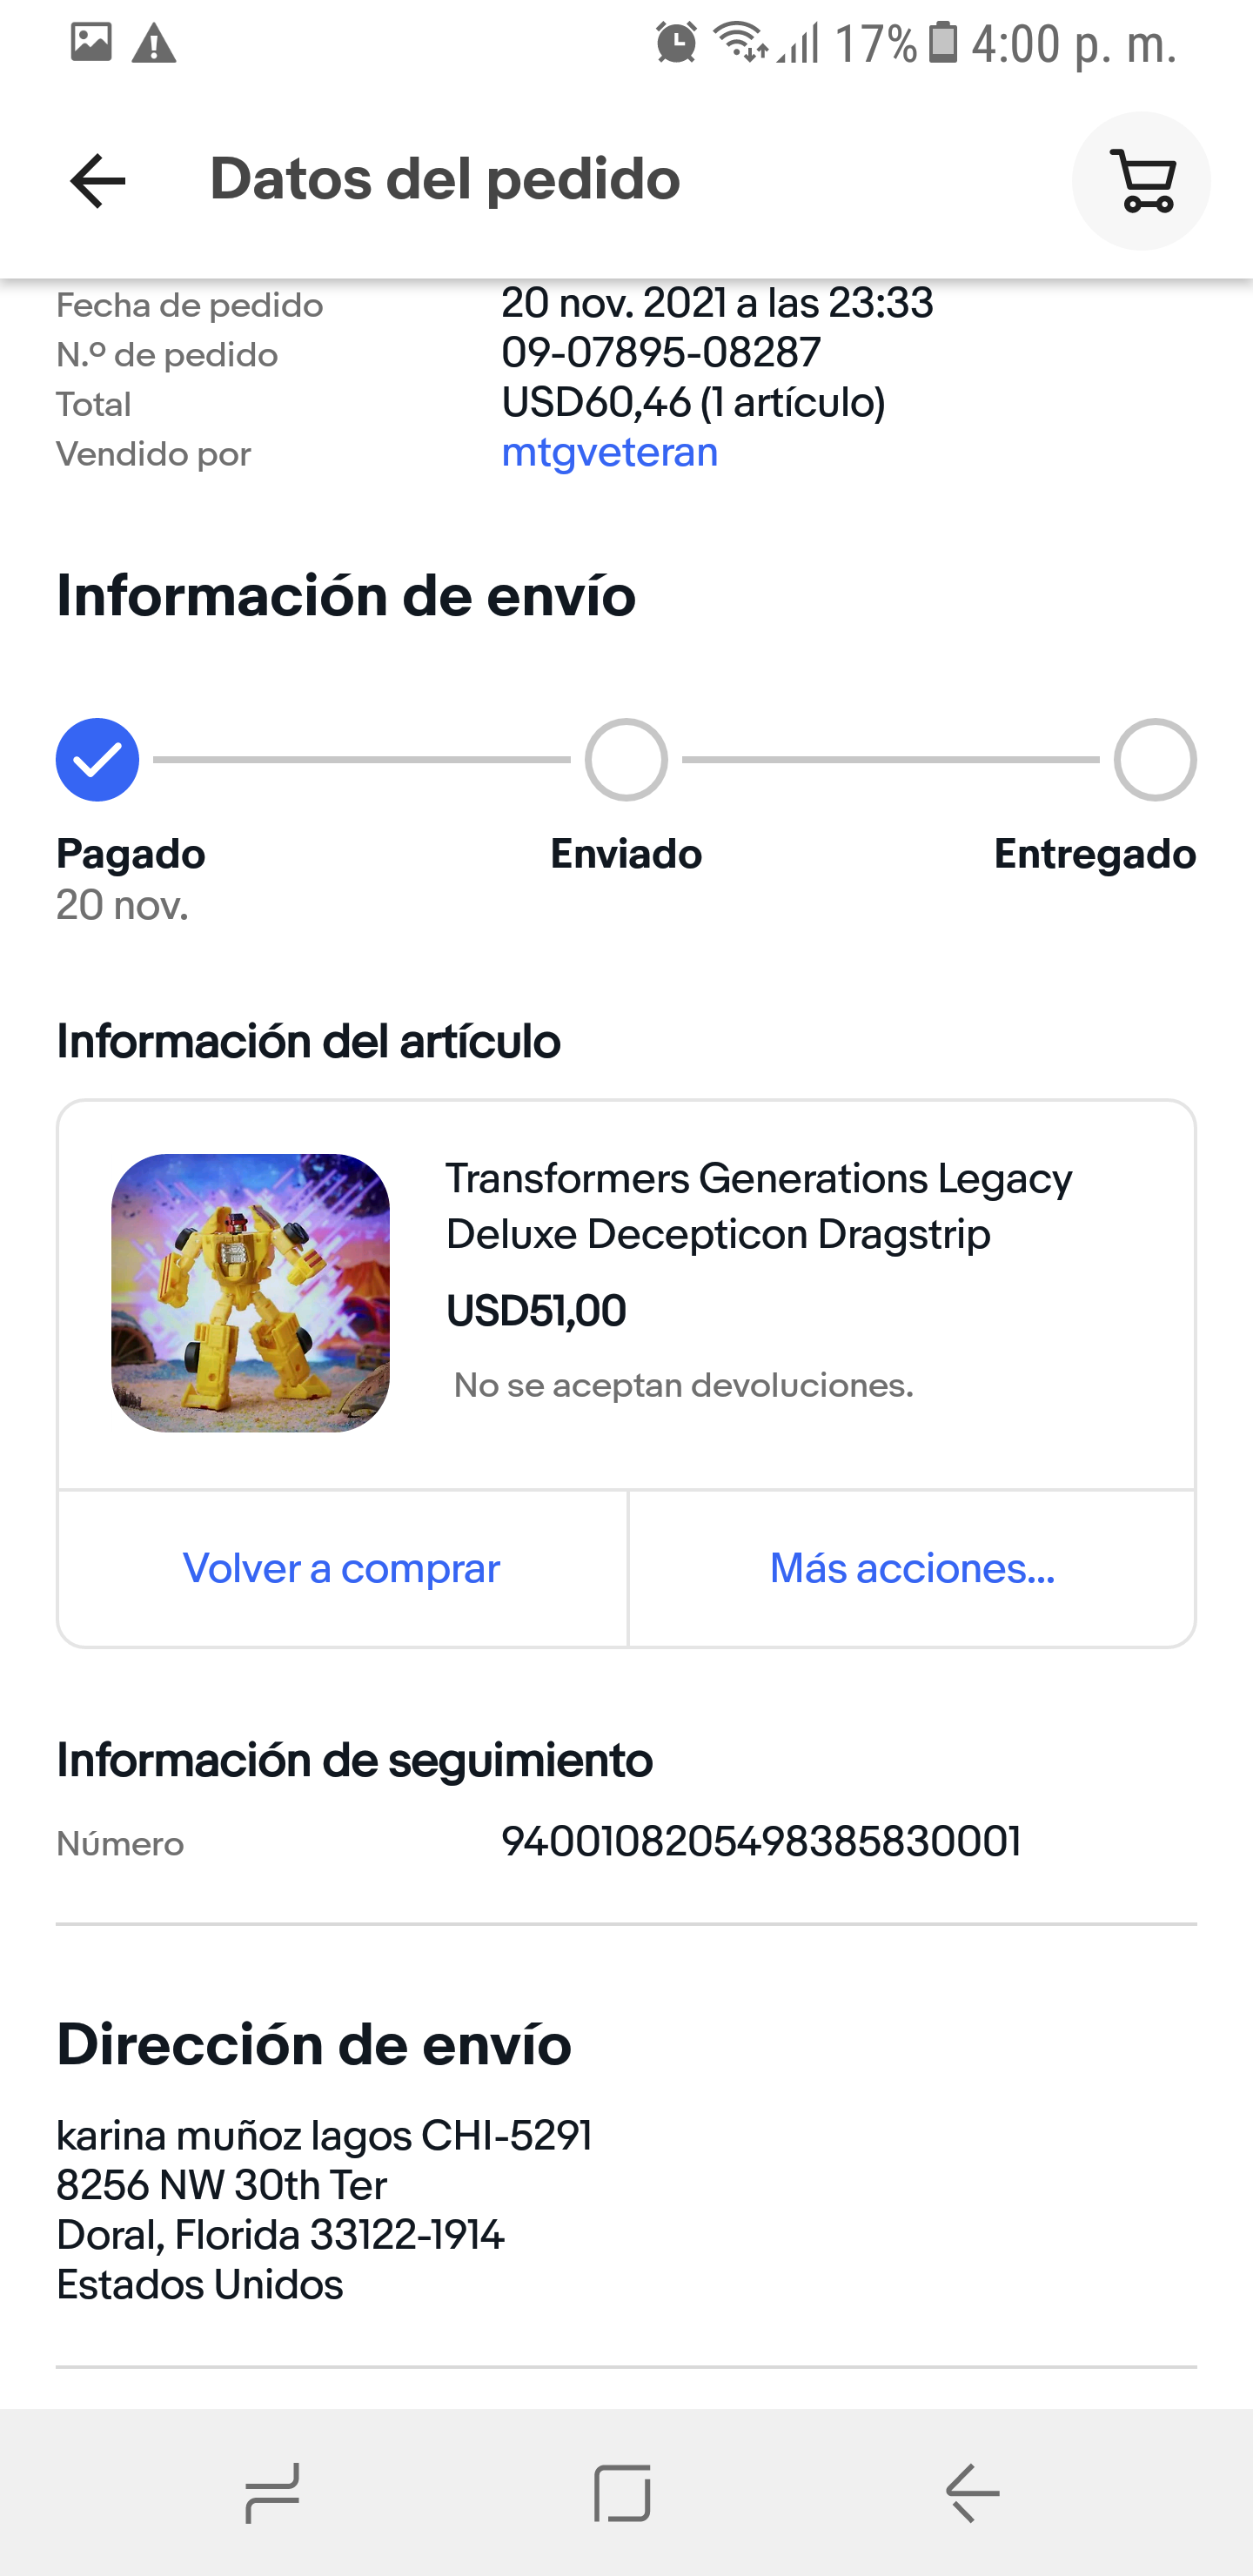 17% 4:00 p. m.
Datos del pedido
Fecha de pedido 20 nov. 2021 a las 23:33
N.º de pedido 09-07895-08287
Total USD60,46 (1 artículo)
Vendido por mtgveteran
Información de envío
Pagado Enviado Entregado
20 nov.
Información del artículo
Transformers Generations Legacy
Deluxe Decepticon Dragstrip
USD51,00
No se aceptan devoluciones.
Volver a comprar Más acciones...
Información de seguimiento
Número 9400108205498385830001
Dirección de envío
karina muñoz lagos CHI-5291
8256 NW 30th Ter
Doral, Florida 33122-1914
Estados Unidos